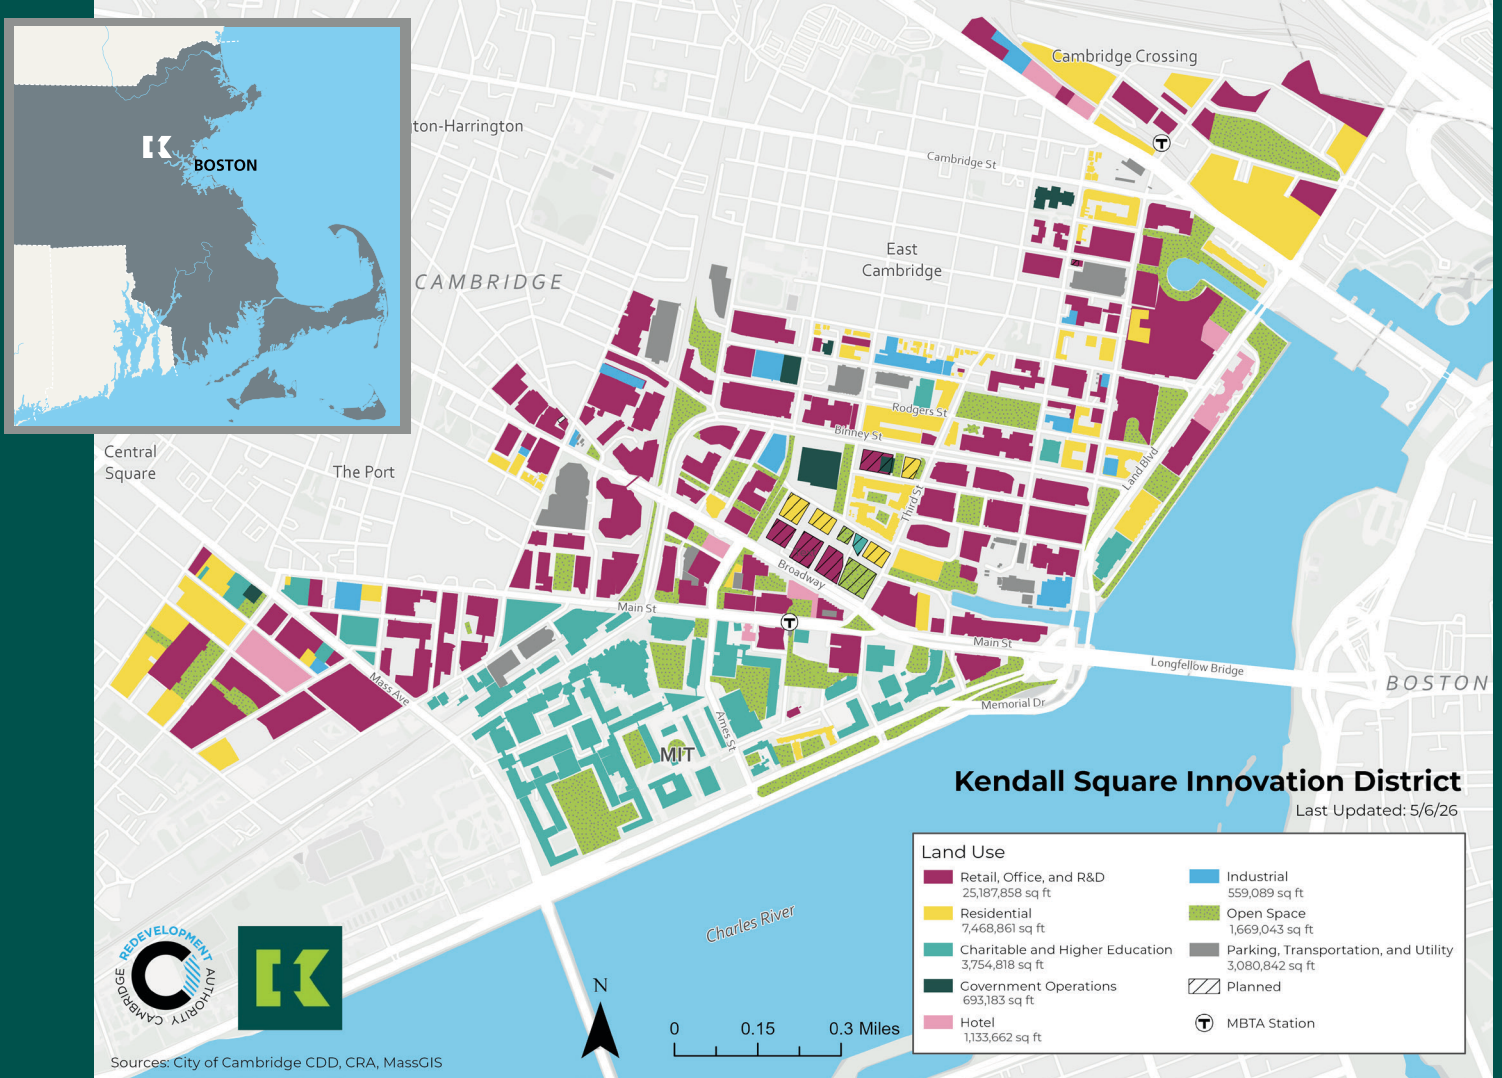 BOSTON
Cambridge Crossing
ton-Harrington
Cambridge St
East
Cambridge
CAMBRIDGE
Rodgers St
Binney St
Central
Square
The Port
Land Blvd
Third St
Broadway
Main St
Main St
Longfellow Bridge
BOSTON
Mass Ave
Memorial Dr
Ames St
MIT
Charles River
Kendall Square Innovation District
Last Updated: 5/6/26
Land Use
Retail, Office, and R&D
25,187,858 sq ft
Residential
7,468,861 sq ft
Charitable and Higher Education
3,754,818 sq ft
Government Operations
693,183 sq ft
Hotel
1,133,662 sq ft
Industrial
559,089 sq ft
Open Space
1,669,043 sq ft
Parking, Transportation, and Utility
3,080,842 sq ft
Planned
T
MBTA Station
T
T
CAMBRIDGE REDEVELOPMENT AUTHORITY
N
0 0.15 0.3 Miles
Sources: City of Cambridge CDD, CRA, MassGIS